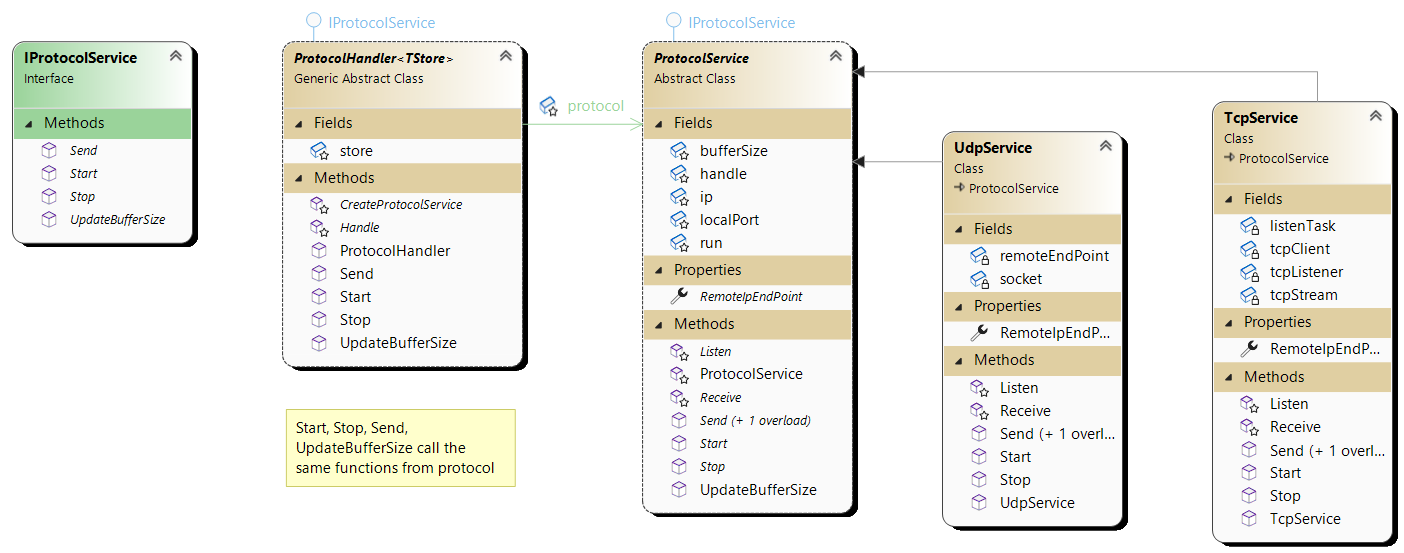 IProtocolService
Interface
Methods
Send
Start
Stop
UpdateBufferSize
IProtocolService
ProtocolHandler<TStore>
Generic Abstract Class
Fields
store
Methods
CreateProtocolService
Handle
ProtocolHandler
Send
Start
Stop
UpdateBufferSize
Start, Stop, Send,
UpdateBufferSize call the
same functions from protocol
protocol
IProtocolService
ProtocolService
Abstract Class
Fields
bufferSize
handle
ip
localPort
run
Properties
RemoteIpEndPoint
Methods
Listen
ProtocolService
Receive
Send (+ 1 overload)
Start
Stop
UpdateBufferSize
UdpService
Class
ProtocolService
Fields
remoteEndPoint
socket
Properties
RemoteIpEndP...
Methods
Listen
Receive
Send (+ 1 overl...
Start
Stop
UdpService
TcpService
Class
ProtocolService
Fields
listenTask
tcpClient
tcpListener
tcpStream
Properties
RemoteIpEndP...
Methods
Listen
Receive
Send (+ 1 overl...
Start
Stop
TcpService